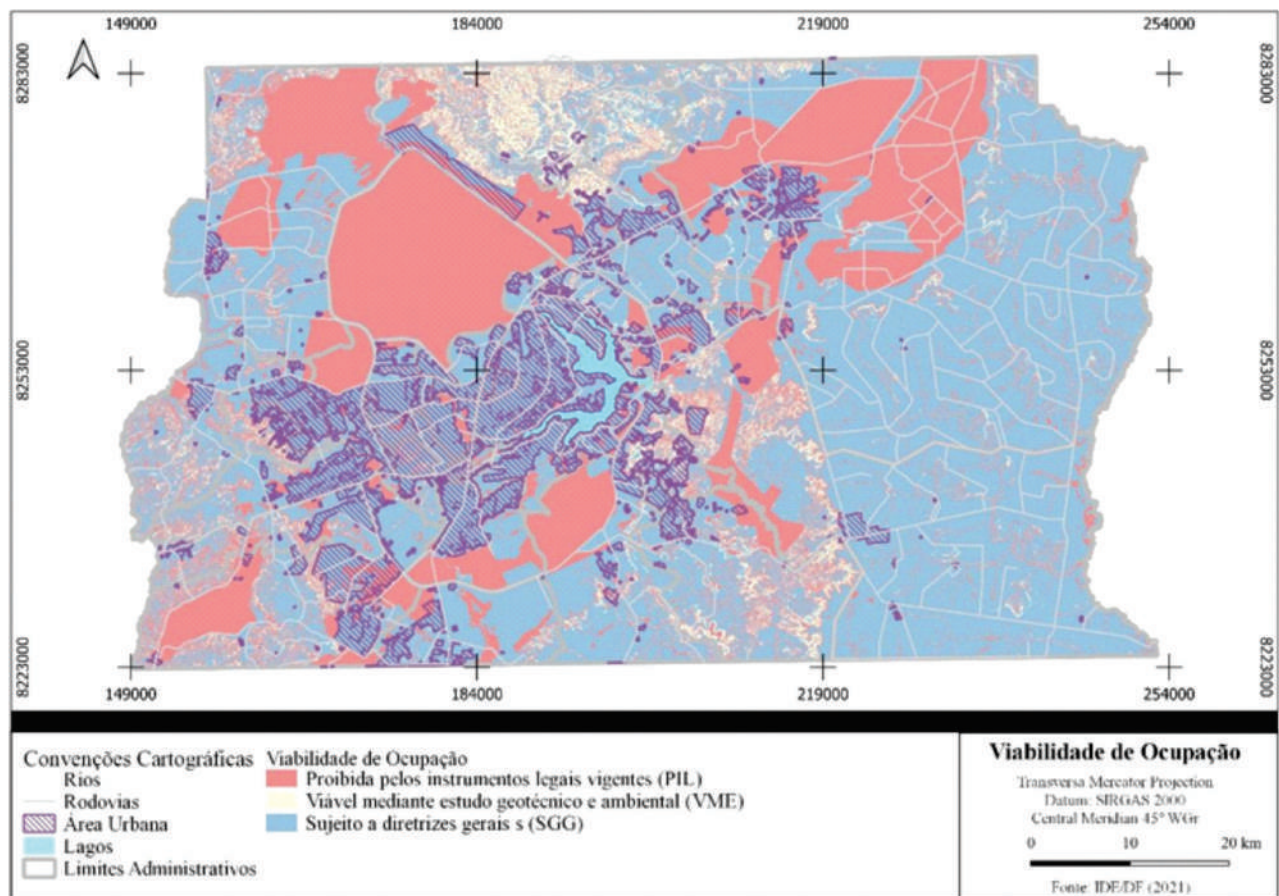 149000 184000 219000 254000
8283000 8283000
8253000 8253000
8223000 8223000
149000 184000 219000 254000
Convenções Cartográficas
Rios
Rodovias
Área Urbana
Lagos
Limites Administrativos
Viabilidade de Ocupação
Proibida pelos instrumentos legais vigentes (PIL)
Viável mediante estudo geotécnico e ambiental (VME)
Sujeito a diretrizes gerais s (SGG)
Viabilidade de Ocupação
Transversa Mercator Projection
Datum: SIRGAS 2000
Central Meridian 45° WGr
0 10 20 km
Fonte: IDE/DF (2021)